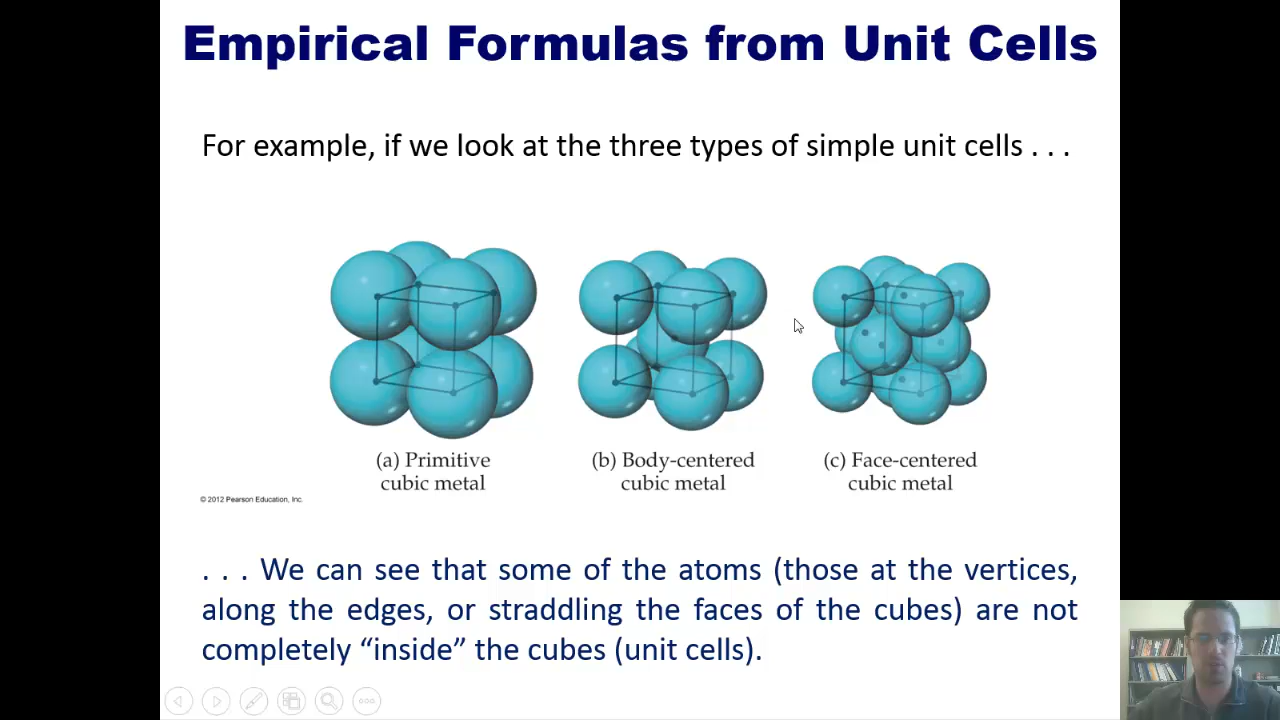 Empirical Formulas from Unit Cells
For example, if we look at the three types of simple unit cells . . .
(a) Primitive
cubic metal
(b) Body-centered
cubic metal
(c) Face-centered
cubic metal
© 2012 Pearson Education, Inc.
. . . We can see that some of the atoms (those at the vertices,
along the edges, or straddling the faces of the cubes) are not
completely “inside” the cubes (unit cells).